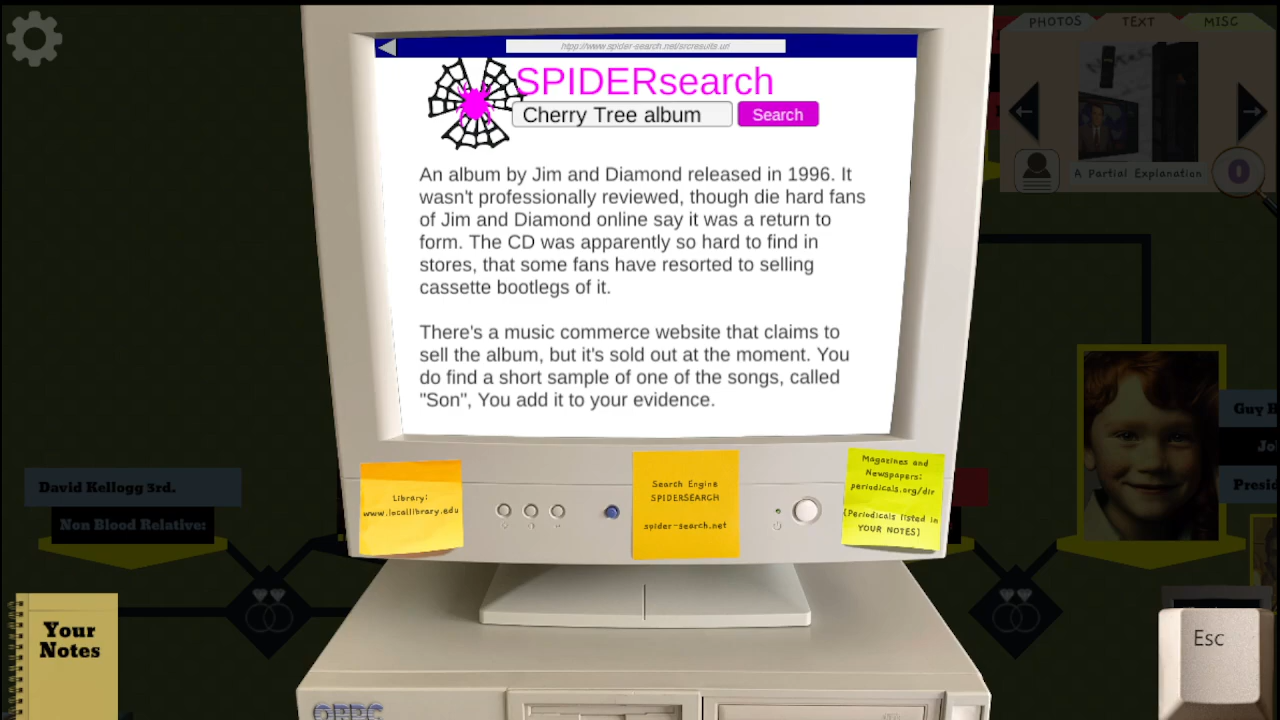 PHOTOS TEXT MISC
http://www.spider-search.net/srcresults.url
SPIDERsearch
Cherry Tree album
Search
A Partial Explanation
0
An album by Jim and Diamond released in 1996. It
wasn't professionally reviewed, though die hard fans
of Jim and Diamond online say it was a return to
form. The CD was apparently so hard to find in
stores, that some fans have resorted to selling
cassette bootlegs of it.
There's a music commerce website that claims to
sell the album, but it's sold out at the moment. You
do find a short sample of one of the songs, called
"Son", You add it to your evidence.
Guy
David Kellogg 3rd.
Non Blood Relative:
Library:
www.locallibrary.edu
Search Engine
SPIDERSEARCH
spider-search.net
Magazines and
Newspapers:
periodicals.org/dir
(Periodicals listed in
YOUR NOTES)
Your
Notes
Esc